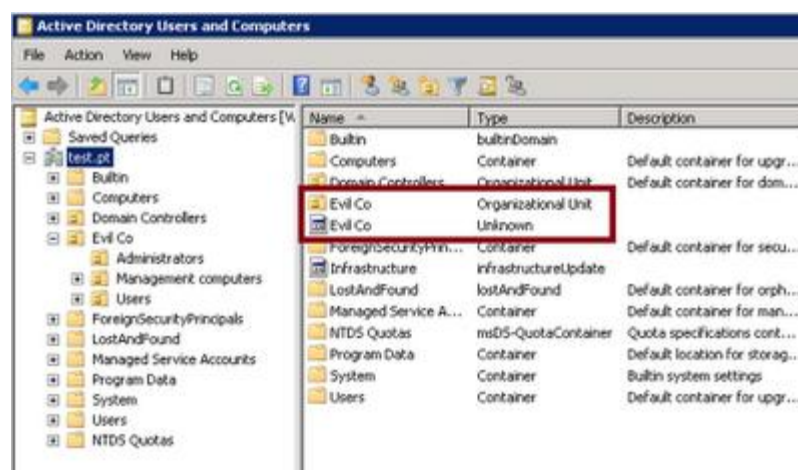 Active Directory Users and Computers
File Action View Help
Active Directory Users and Computers [W
Saved Queries
test.pt
Builtin
Computers
Domain Controllers
Evil Co
Administrators
Management computers
Users
ForeignSecurityPrincipals
LostAndFound
Managed Service Accounts
Program Data
System
Users
NTDS Quotas
Name Type Description
Builtin builtinDomain
Computers Container Default container for upgr...
Domain Controllers Organizational Unit Default container for dom...
Evil Co Organizational Unit
Evil Co Unknown
ForeignSecurityPrin... Container Default container for secu...
Infrastructure infrastructureUpdate
LostAndFound lostAndFound Default container for orph...
Managed Service A... Container Default container for man...
NTDS Quotas msDS-QuotaContainer Quota specifications cont...
Program Data Container Default location for storag...
System Container Builtin system settings
Users Container Default container for upgr...